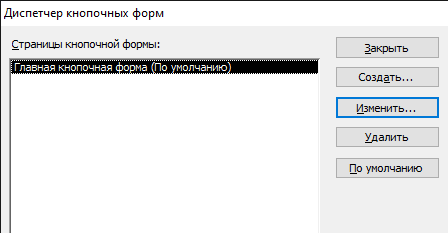 Диспетчер кнопочных форм
Страницы кнопочной формы:
Главная кнопочная форма (По умолчанию)
Закрыть
Создать...
Изменить...
Удалить
По умолчанию